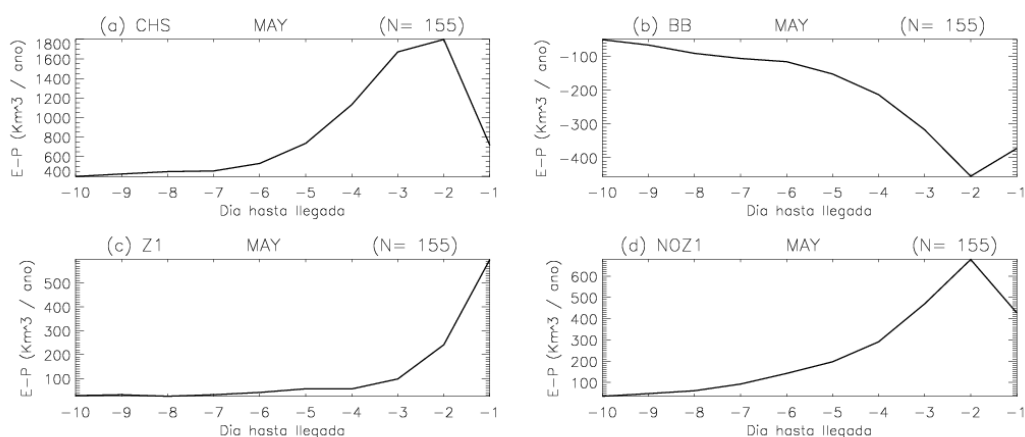 (a) CHS MAY (N= 155)
1800
1600
1400
1200
1000
800
600
400
E-P (Km^3 / ano)
-10 -9 -8 -7 -6 -5 -4 -3 -2 -1
Dia hasta llegada
(b) BB MAY (N= 155)
-100
-200
-300
-400
E-P (Km^3 / ano)
-10 -9 -8 -7 -6 -5 -4 -3 -2 -1
Dia hasta llegada
(c) Z1 MAY (N= 155)
500
400
300
200
100
E-P (Km^3 / ano)
-10 -9 -8 -7 -6 -5 -4 -3 -2 -1
Dia hasta llegada
(d) NOZ1 MAY (N= 155)
600
500
400
300
200
100
E-P (Km^3 / ano)
-10 -9 -8 -7 -6 -5 -4 -3 -2 -1
Dia hasta llegada